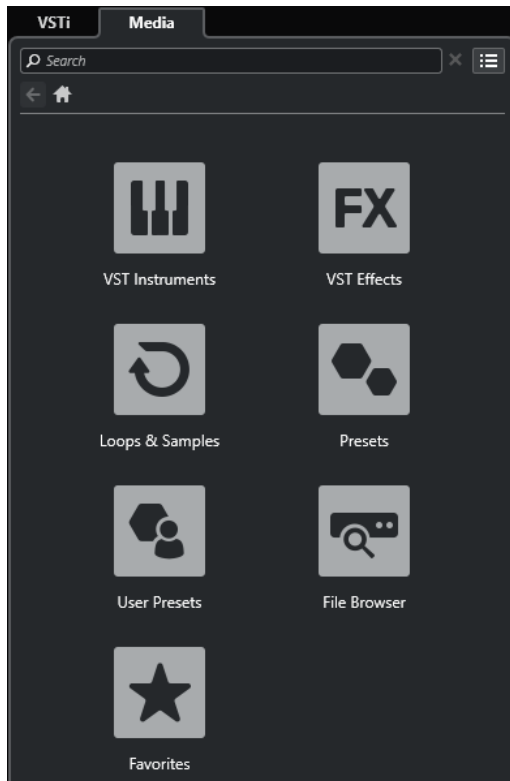 VSTi Media
Search
FX
VST Instruments VST Effects
Loops & Samples Presets
User Presets File Browser
Favorites